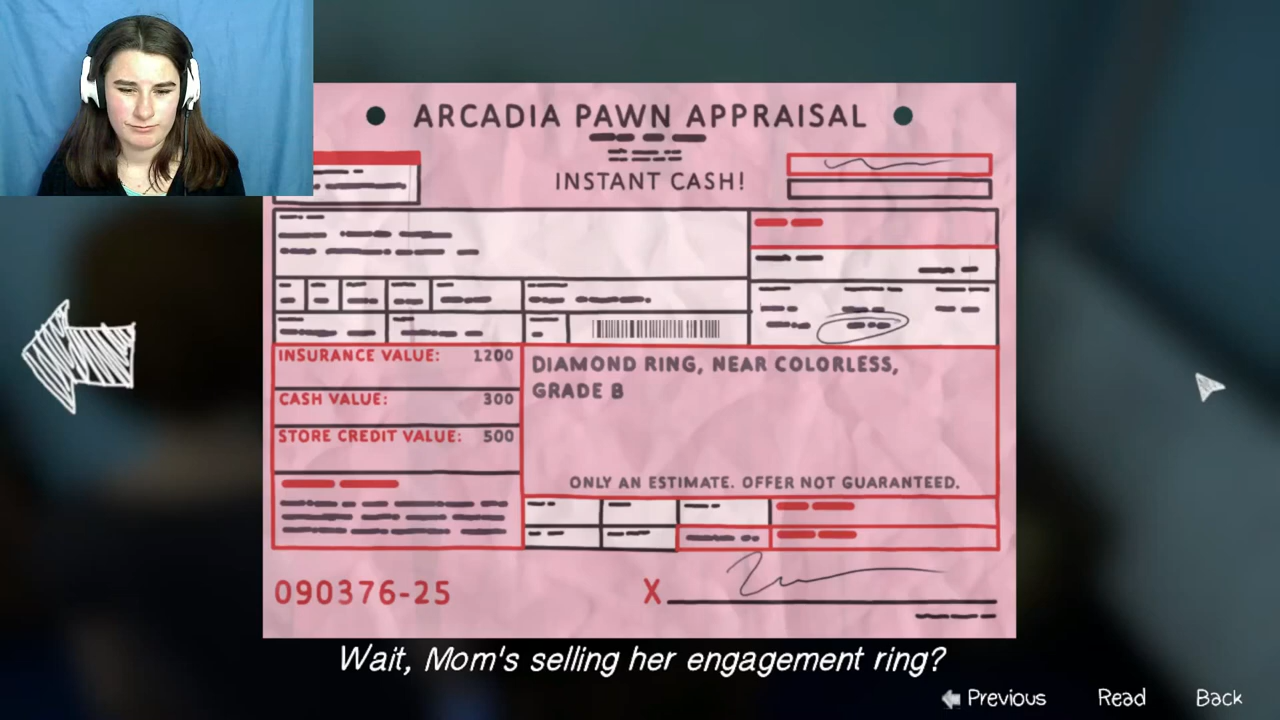 ARCADIA PAWN APPRAISAL
INSTANT CASH!
INSURANCE VALUE: 1200
CASH VALUE: 300
STORE CREDIT VALUE: 500
DIAMOND RING, NEAR COLORLESS,
GRADE B
ONLY AN ESTIMATE. OFFER NOT GUARANTEED.
090376-25
X
Wait, Mom's selling her engagement ring?
Previous
Read
Back